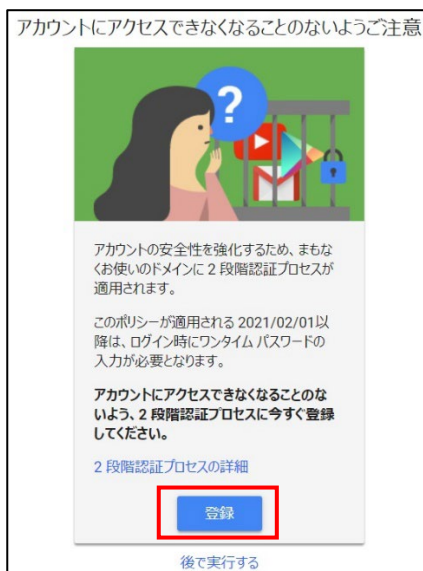 アカウントにアクセスできなくなることのないようご注意
?
アカウントの安全性を強化するため、まもな
くお使いのドメインに 2 段階認証プロセスが
適用されます。
このポリシーが適用される 2021/02/01以
降は、ログイン時にワンタイム パスワードの
入力が必要となります。
アカウントにアクセスできなくなることのな
いよう、2 段階認証プロセスに今すぐ登録
してください。
2 段階認証プロセスの詳細
登録
後で実行する